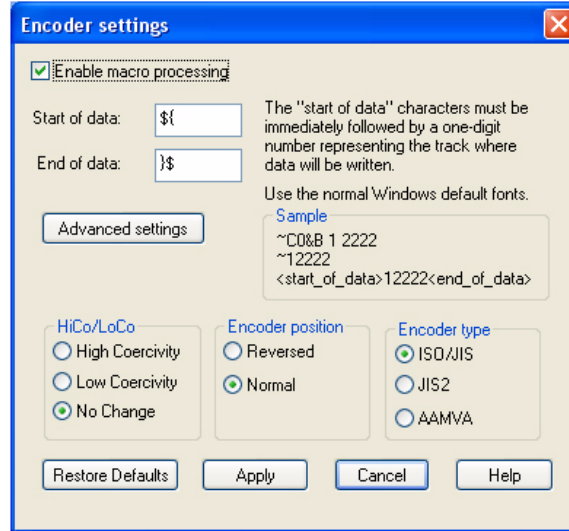 Encoder settings
Enable macro processing
Start of data: ${
End of data: }$
The "start of data" characters must be
immediately followed by a one-digit
number representing the track where
data will be written.
Use the normal Windows default fonts.
Advanced settings
Sample
~C0&B 1 2222
~12222
<start_of_data>12222<end_of_data>
HiCo/LoCo
High Coercivity
Low Coercivity
No Change
Encoder position
Reversed
Normal
Encoder type
ISO/JIS
JIS2
AAMVA
Restore Defaults
Apply
Cancel
Help